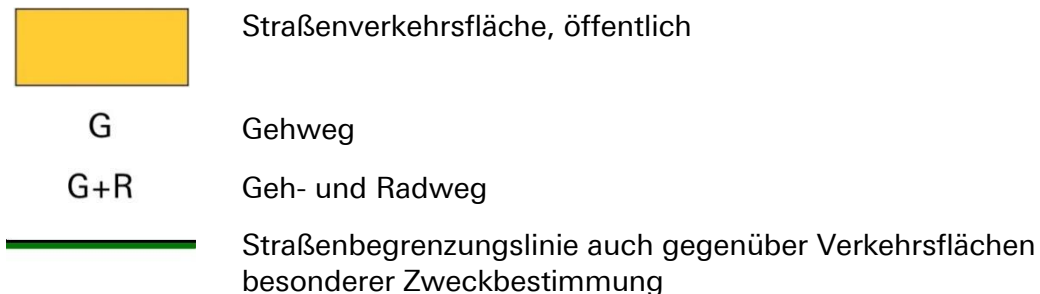 Straßenverkehrsfläche, öffentlich
G Gehweg
G+R Geh- und Radweg
Straßenbegrenzungslinie auch gegenüber Verkehrsflächen
besonderer Zweckbestimmung